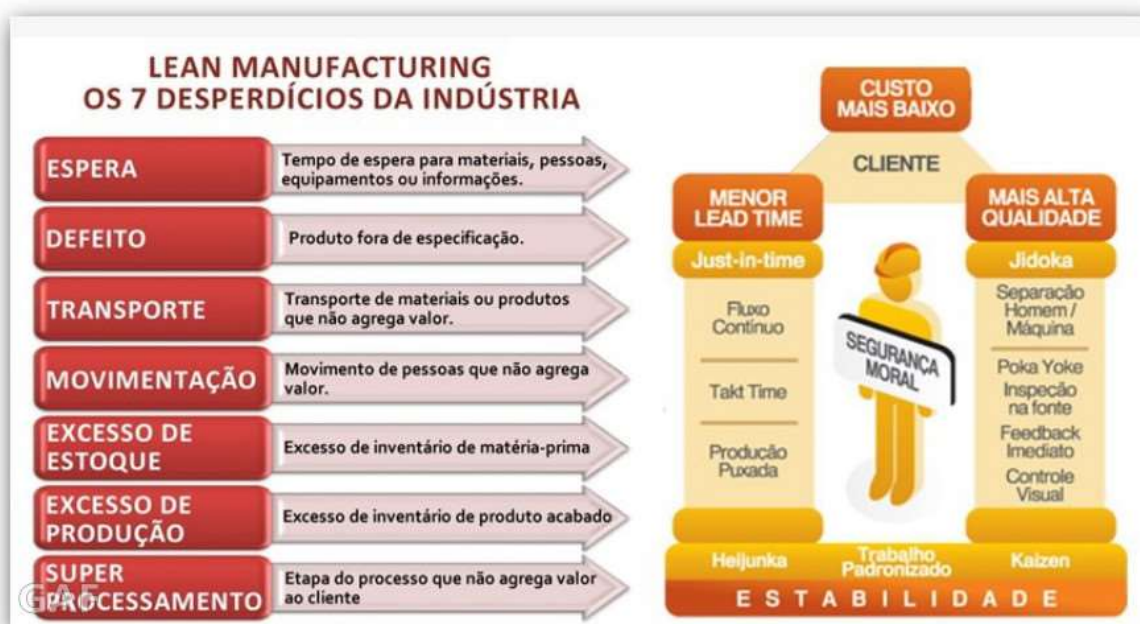 LEAN MANUFACTURING
OS 7 DESPERDÍCIOS DA INDÚSTRIA
ESPERA
Tempo de espera para materiais, pessoas,
equipamentos ou informações.
DEFEITO
Produto fora de especificação.
TRANSPORTE
Transporte de materiais ou produtos
que não agrega valor.
MOVIMENTAÇÃO
Movimento de pessoas que não agrega
valor.
EXCESSO DE
ESTOQUE
Excesso de inventário de matéria-prima
EXCESSO DE
PRODUÇÃO
Excesso de inventário de produto acabado
SUPER
PROCESSAMENTO
Etapa do processo que não agrega valor
ao cliente
CUSTO
MAIS BAIXO
CLIENTE
MENOR
LEAD TIME
Just-in-time
Fluxo
Contínuo
Takt Time
Produção
Puxada
SEGURANÇA
MORAL
MAIS ALTA
QUALIDADE
Jidoka
Separação
Homem /
Máquina
Poka Yoke
Inspeção
na fonte
Feedback
Imediato
Controle
Visual
Heijunka
Trabalho
Padronizado
Kaizen
ESTABILIDADE